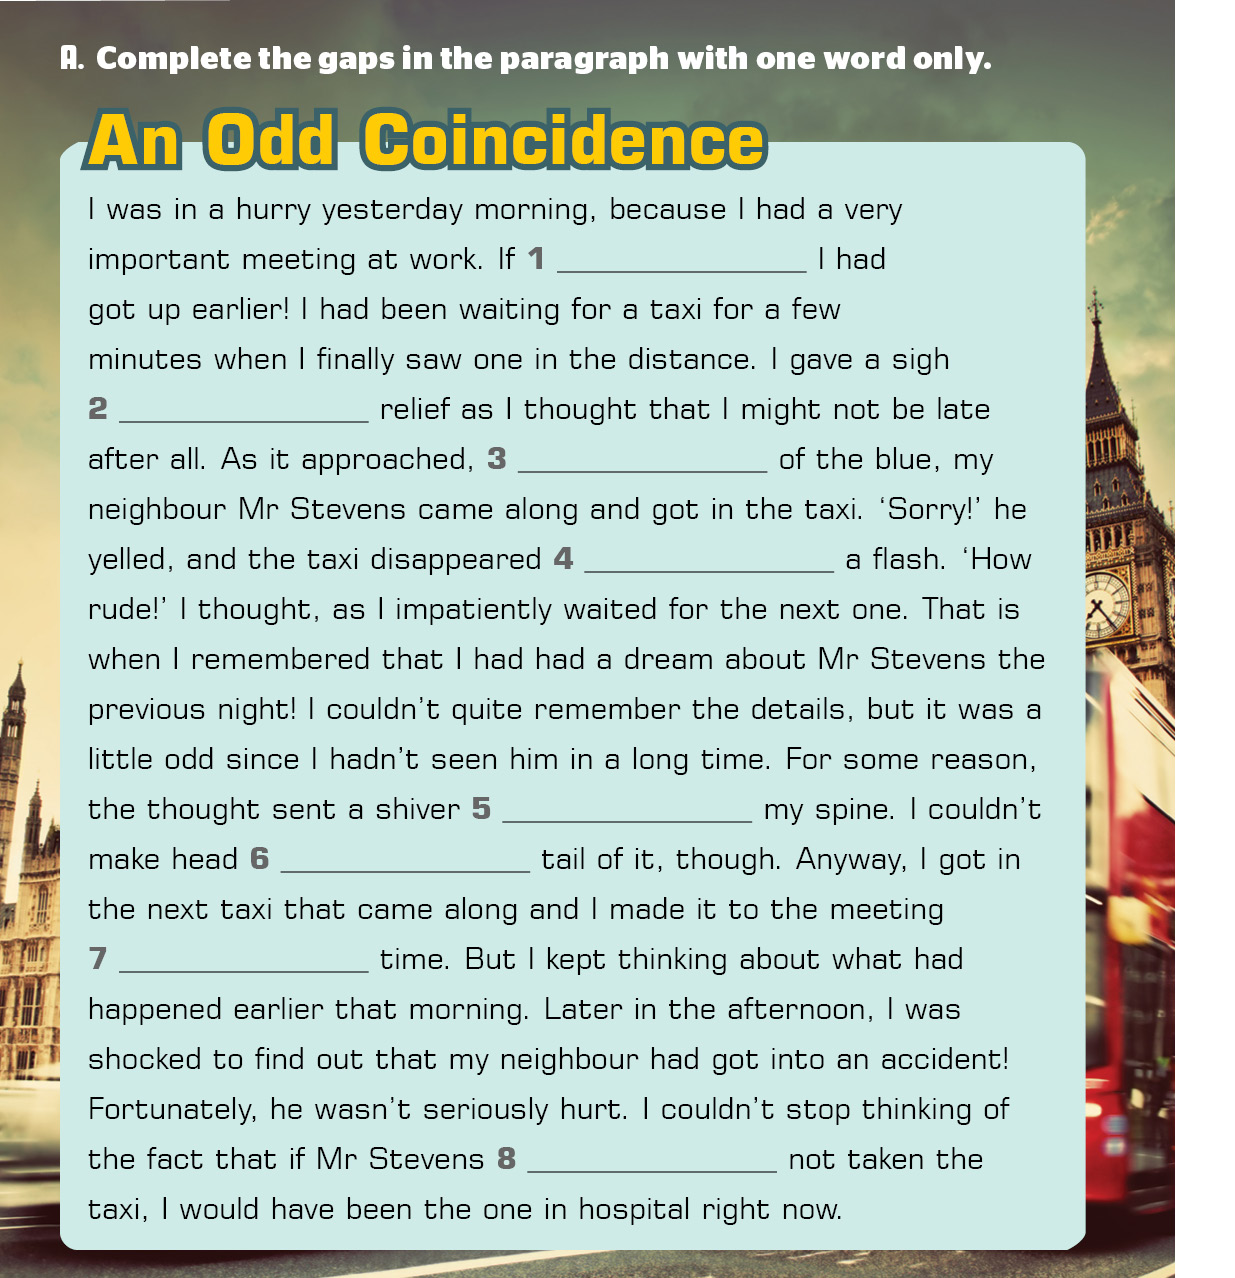 A. Complete the gaps in the paragraph with one word only.
An Odd Coincidence
I was in a hurry yesterday morning, because I had a very
important meeting at work. If 1 ________________ I had
got up earlier! I had been waiting for a taxi for a few
minutes when I finally saw one in the distance. I gave a sigh
2 ________________ relief as I thought that I might not be late
after all. As it approached, 3 ________________ of the blue, my
neighbour Mr Stevens came along and got in the taxi. ‘Sorry!’ he
yelled, and the taxi disappeared 4 ________________ a flash. ‘How
rude!’ I thought, as I impatiently waited for the next one. That is
when I remembered that I had had a dream about Mr Stevens the
previous night! I couldn’t quite remember the details, but it was a
little odd since I hadn’t seen him in a long time. For some reason,
the thought sent a shiver 5 ________________ my spine. I couldn’t
make head 6 ________________ tail of it, though. Anyway, I got in
the next taxi that came along and I made it to the meeting
7 ________________ time. But I kept thinking about what had
happened earlier that morning. Later in the afternoon, I was
shocked to find out that my neighbour had got into an accident!
Fortunately, he wasn’t seriously hurt. I couldn’t stop thinking of
the fact that if Mr Stevens 8 ________________ not taken the
taxi, I would have been the one in hospital right now.